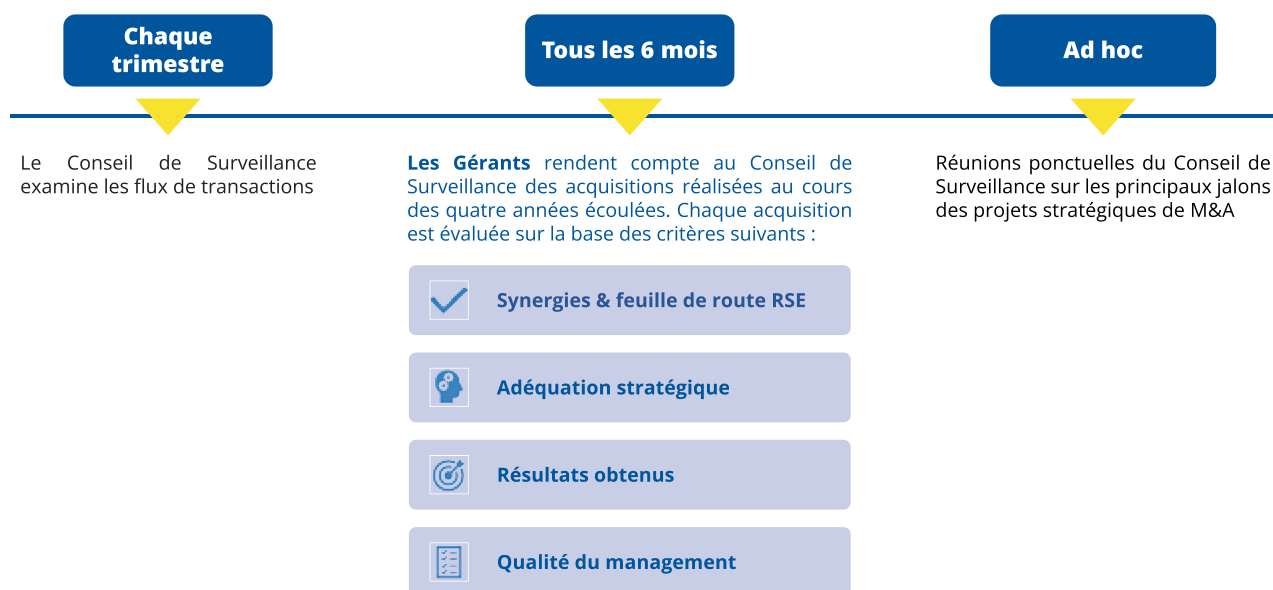 Chaque
trimestre
Le Conseil de Surveillance
examine les flux de transactions
Tous les 6 mois
Les Gérants rendent compte au Conseil de
Surveillance des acquisitions réalisées au cours
des quatre années écoulées. Chaque acquisition
est évaluée sur la base des critères suivants :
Synergies & feuille de route RSE
Adéquation stratégique
Résultats obtenus
Qualité du management
Ad hoc
Réunions ponctuelles du Conseil de
Surveillance sur les principaux jalons
des projets stratégiques de M&A